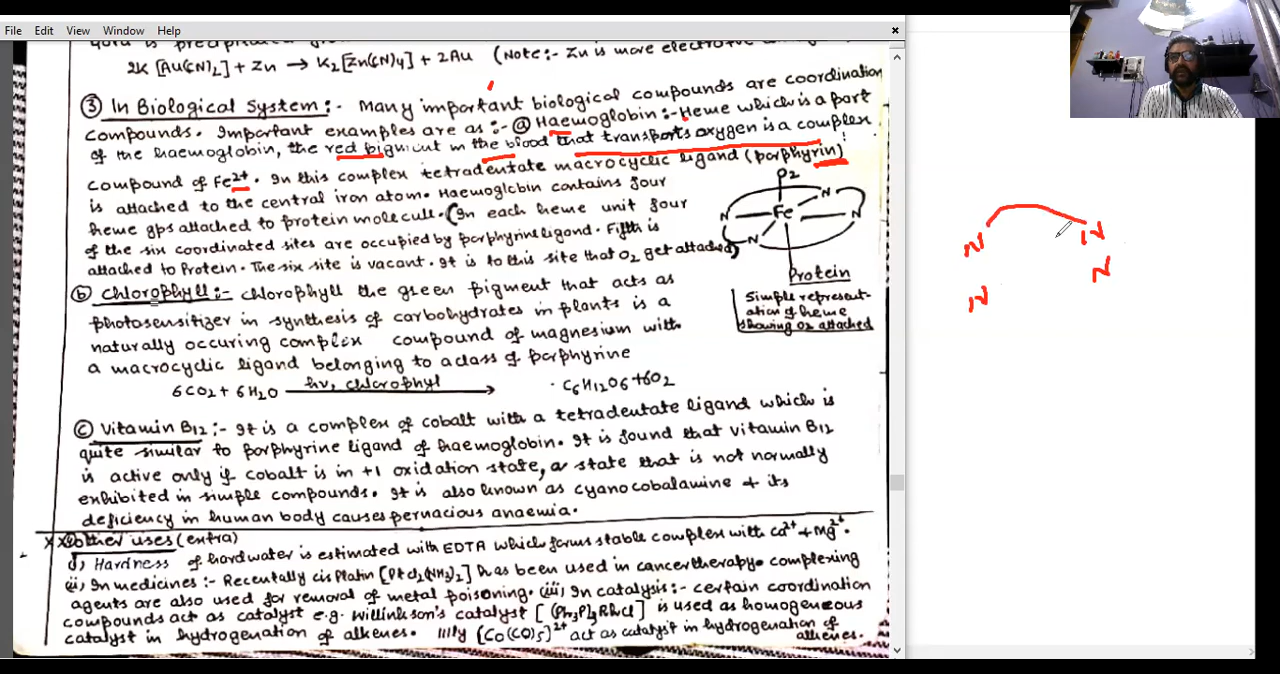 File Edit View Window Help
is precipitated
2K [Au(CN)2] + Zn → K2[Zn(CN)4] + 2Au (Note:- Zn is more electro
③ In Biological System:- Many important biological compounds are coordination
compounds. Important examples are as :- ⓐ Haemoglobin:- Heme which is a part
of the haemoglobin, the red pigment in the blood that transports oxygen is a complex
compound of Fe2+. In this complex tetradentate macrocyclic ligand (porphyrin)
is attached to the central iron atom. Haemoglobin contains four
heme gps attached to protein molecule. (In each heme unit four
of the six coordinated sites are occupied by porphyrine ligand. Fifth is
attached to Protein. The six site is vacant. It is to this site that O2 get attached)
O2
N
N Fe N
N
Protein
Simple represent-
ation of heme
showing O2 attached
ⓑ Chlorophyll:- chlorophyll the green pigment that acts as
photosensitizer in synthesis of carbohydrates in plants is a
naturally occuring complex compound of magnesium with
a macrocyclic ligand belonging to a class of porphyrine
6CO2 + 6H2O hν, chlorophyl → C6H12O6 + 6O2
ⓒ Vitamin B12:- It is a complex of cobalt with a tetradentate ligand which is
quite similar to porphyrine ligand of haemoglobin. It is found that vitamin B12
is active only if cobalt is in +1 oxidation state, a state that is not normally
exhibited in simple compounds. It is also known as cyanocobalamine + its
deficiency in human body causes pernacious anaemia.
other uses (extra)
i) Hardness of hard water is estimated with EDTA which forms stable complex with Ca2+ + Mg2+.
(ii) In medicines :- Recentally cis platin [Pt Cl2(NH3)2] has been used in cancer therapy. complexing
agents are also used for removal of metal poisoning. (iii) In catalysis :- certain coordination
compounds act as catalyst e.g. Willinkson's catalyst [(Ph3P)3RhCl] is used as homogeneous
catalyst in hydrogenation of alkenes. llly [Co(CO)5]2+ act as catalyst in hydrogenation of
alkenes.
N N
N N